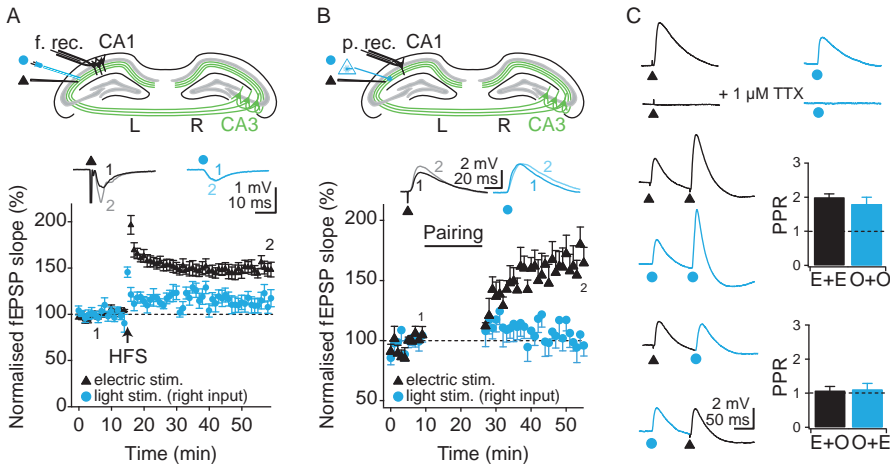 A
f. rec.
CA1
L
R
CA3
1
2
1
2
1 mV
10 ms
Normalised fEPSP slope (%)
200
150
100
50
0
1
2
HFS
electric stim.
light stim. (right input)
0 10 20 30 40 50
Time (min)
B
p. rec.
CA1
L
R
CA3
2
1
2 mV
20 ms
2
1
Normalised fEPSP slope (%)
200
150
100
50
0
Pairing
1
2
electric stim.
light stim. (right input)
0 10 20 30 40 50
Time (min)
C
+ 1 μM TTX
PPR
3
2
1
0
E+E O+O
PPR
3
2
1
0
E+O O+E
2 mV
50 ms